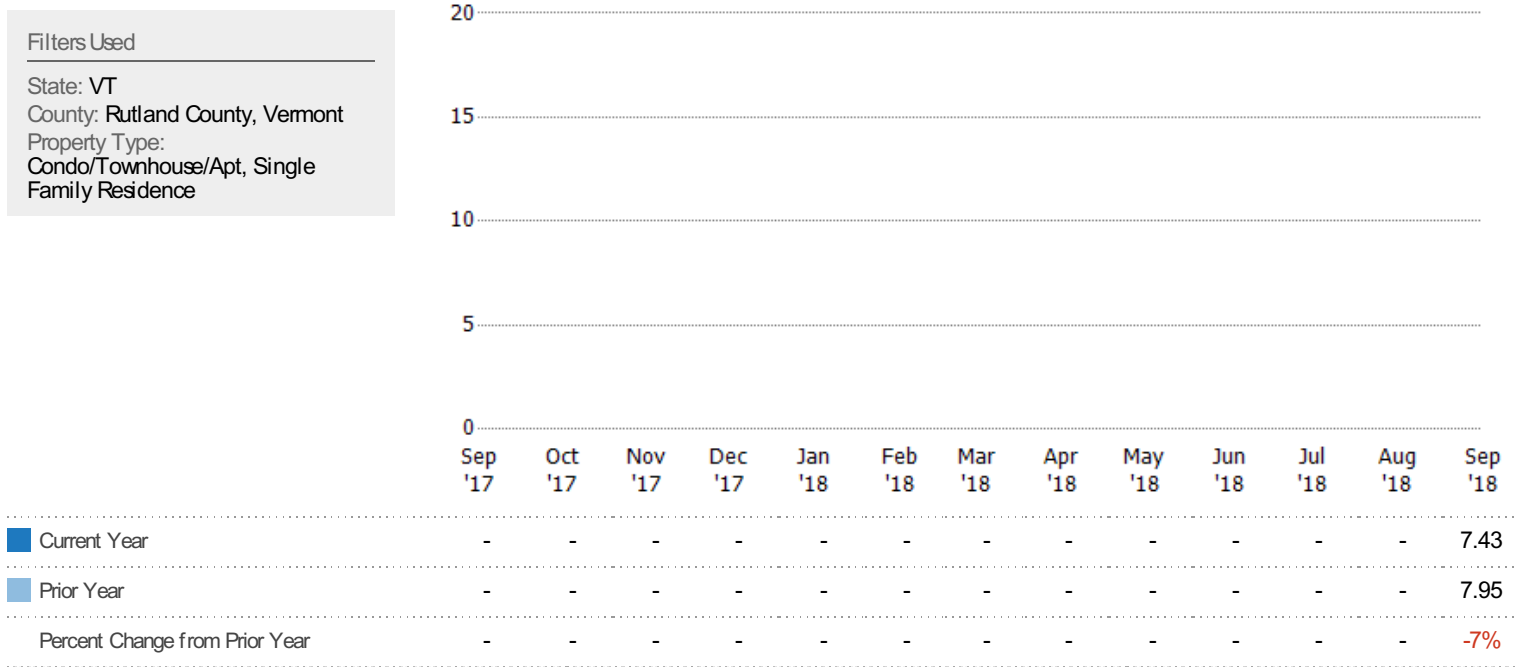 Filters Used
State: VT
County: Rutland County, Vermont
Property Type:
Condo/Townhouse/Apt, Single
Family Residence
20
15
10
5
0
Sep Oct Nov Dec Jan Feb Mar Apr May Jun Jul Aug Sep
'17 '17 '17 '17 '18 '18 '18 '18 '18 '18 '18 '18 '18
Current Year - - - - - - - - - - - - 7.43
Prior Year - - - - - - - - - - - - 7.95
Percent Change from Prior Year - - - - - - - - - - - - -7%